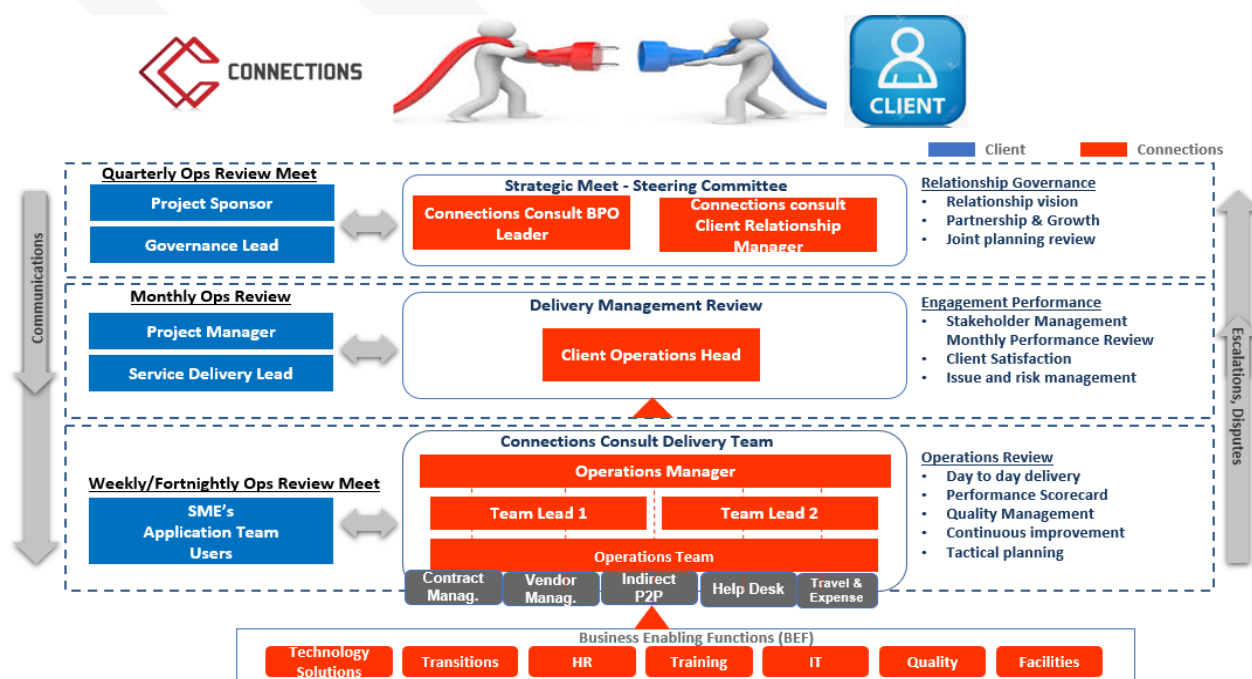 CONNECTIONS
CLIENT
Client
Connections
Quarterly Ops Review Meet
Project Sponsor
Governance Lead
Strategic Meet - Steering Committee
Connections Consult BPO
Leader
Connections consult
Client Relationship
Manager
Relationship Governance
• Relationship vision
• Partnership & Growth
• Joint planning review
Communications
Monthly Ops Review
Project Manager
Service Delivery Lead
Delivery Management Review
Client Operations Head
Engagement Performance
• Stakeholder Management
Monthly Performance Review
• Client Satisfaction
• Issue and risk management
Escalations, Disputes
Weekly/Fortnightly Ops Review Meet
SME's
Application Team
Users
Connections Consult Delivery Team
Operations Manager
Team Lead 1
Team Lead 2
Operations Team
Contract
Manag.
Vendor
Manag.
Indirect
P2P
Help Desk
Travel &
Expense
Operations Review
• Day to day delivery
• Performance Scorecard
• Quality Management
• Continuous improvement
• Tactical planning
Business Enabling Functions (BEF)
Technology
Solutions
Transitions
HR
Training
IT
Quality
Facilities